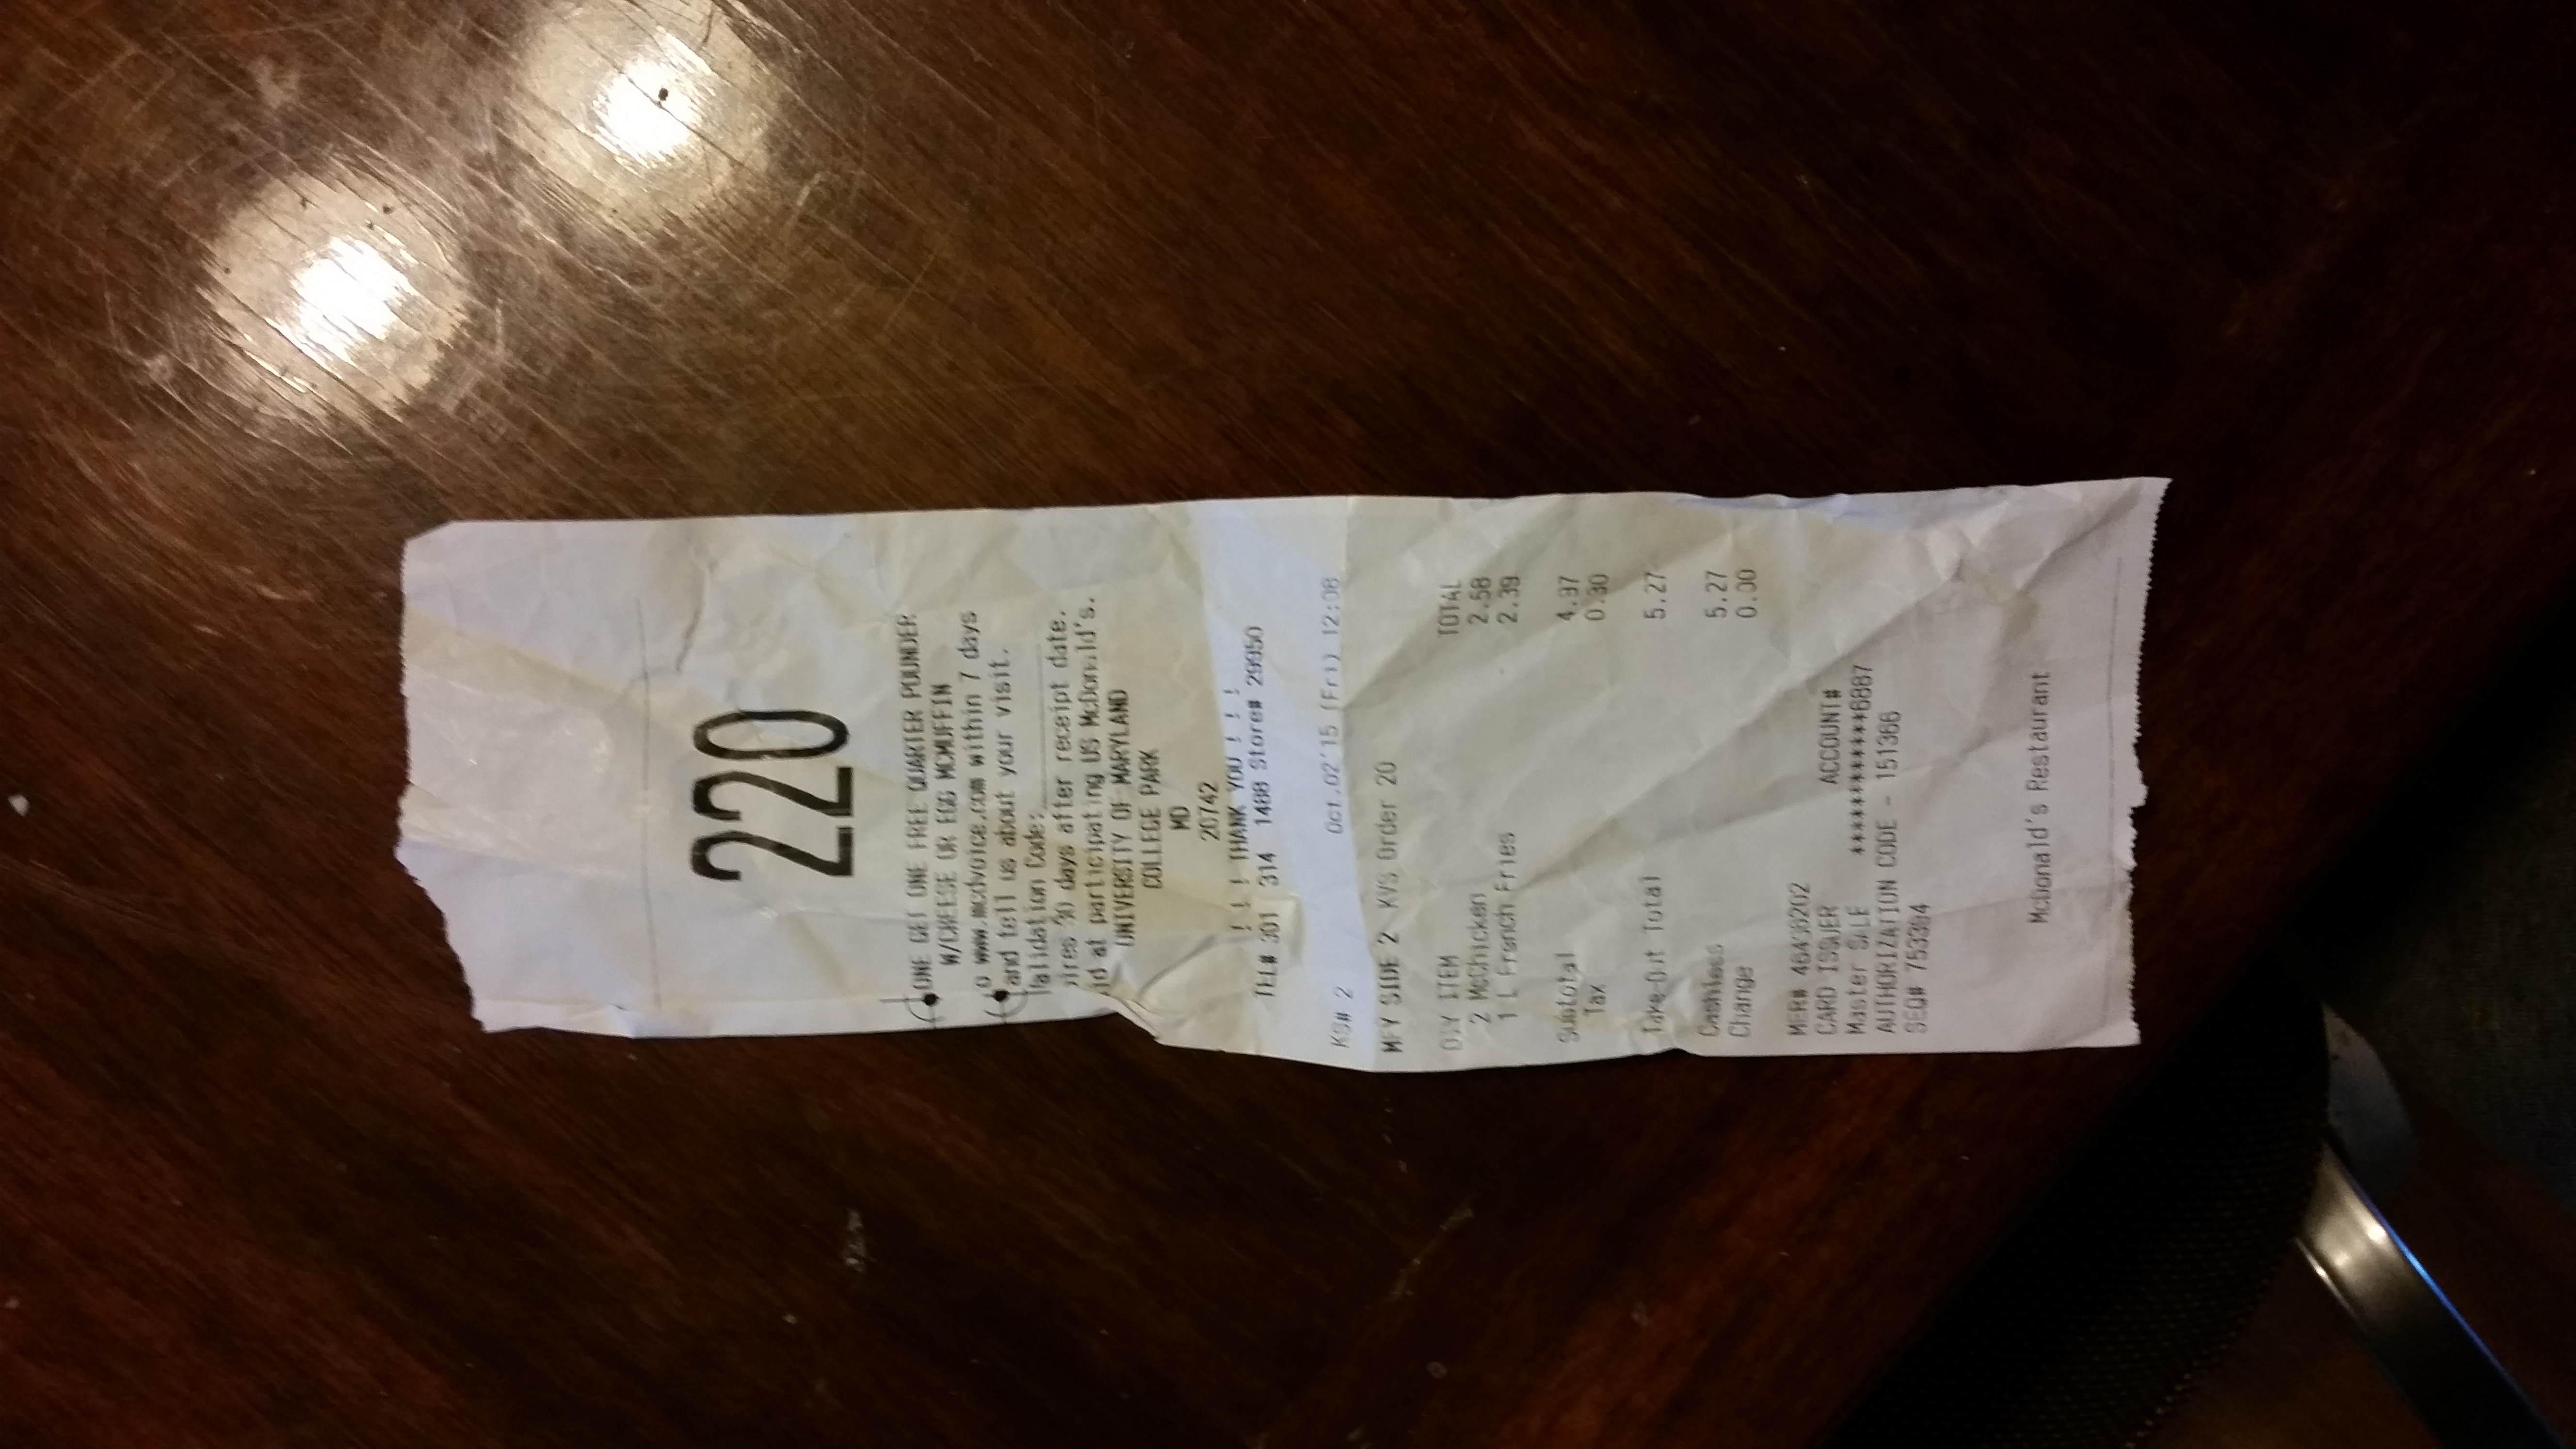 220
ONE GET ONE FREE QUARTER POUNDER
W/CHEESE OR EGG MCMUFFIN
o www.mcdvoice.com within 7 days
and tell us about your visit.
Validation Code:
ires 30 days after receipt date.
id at participating US McDonald's.
UNIVERSITY OF MARYLAND
COLLEGE PARK
MD
20742
! ! ! THANK YOU ! ! !
TEL# 301 314 1488 Store# 29950
KS# 2 Oct.02'15 (Fri) 12:08
MFY SIDE 2 KVS Order 20
QTY ITEM TOTAL
2 McChicken 2.58
1 L French Fries 2.39
Subtotal 4.97
Tax 0.30
Take-Out Total 5.27
Cashless 5.27
Change 0.00
MER#
CARD ISSUER ACCOUNT#
Master SALE ************6887
AUTHORIZATION CODE - 151366
SEQ# 753394
McDonald's Restaurant